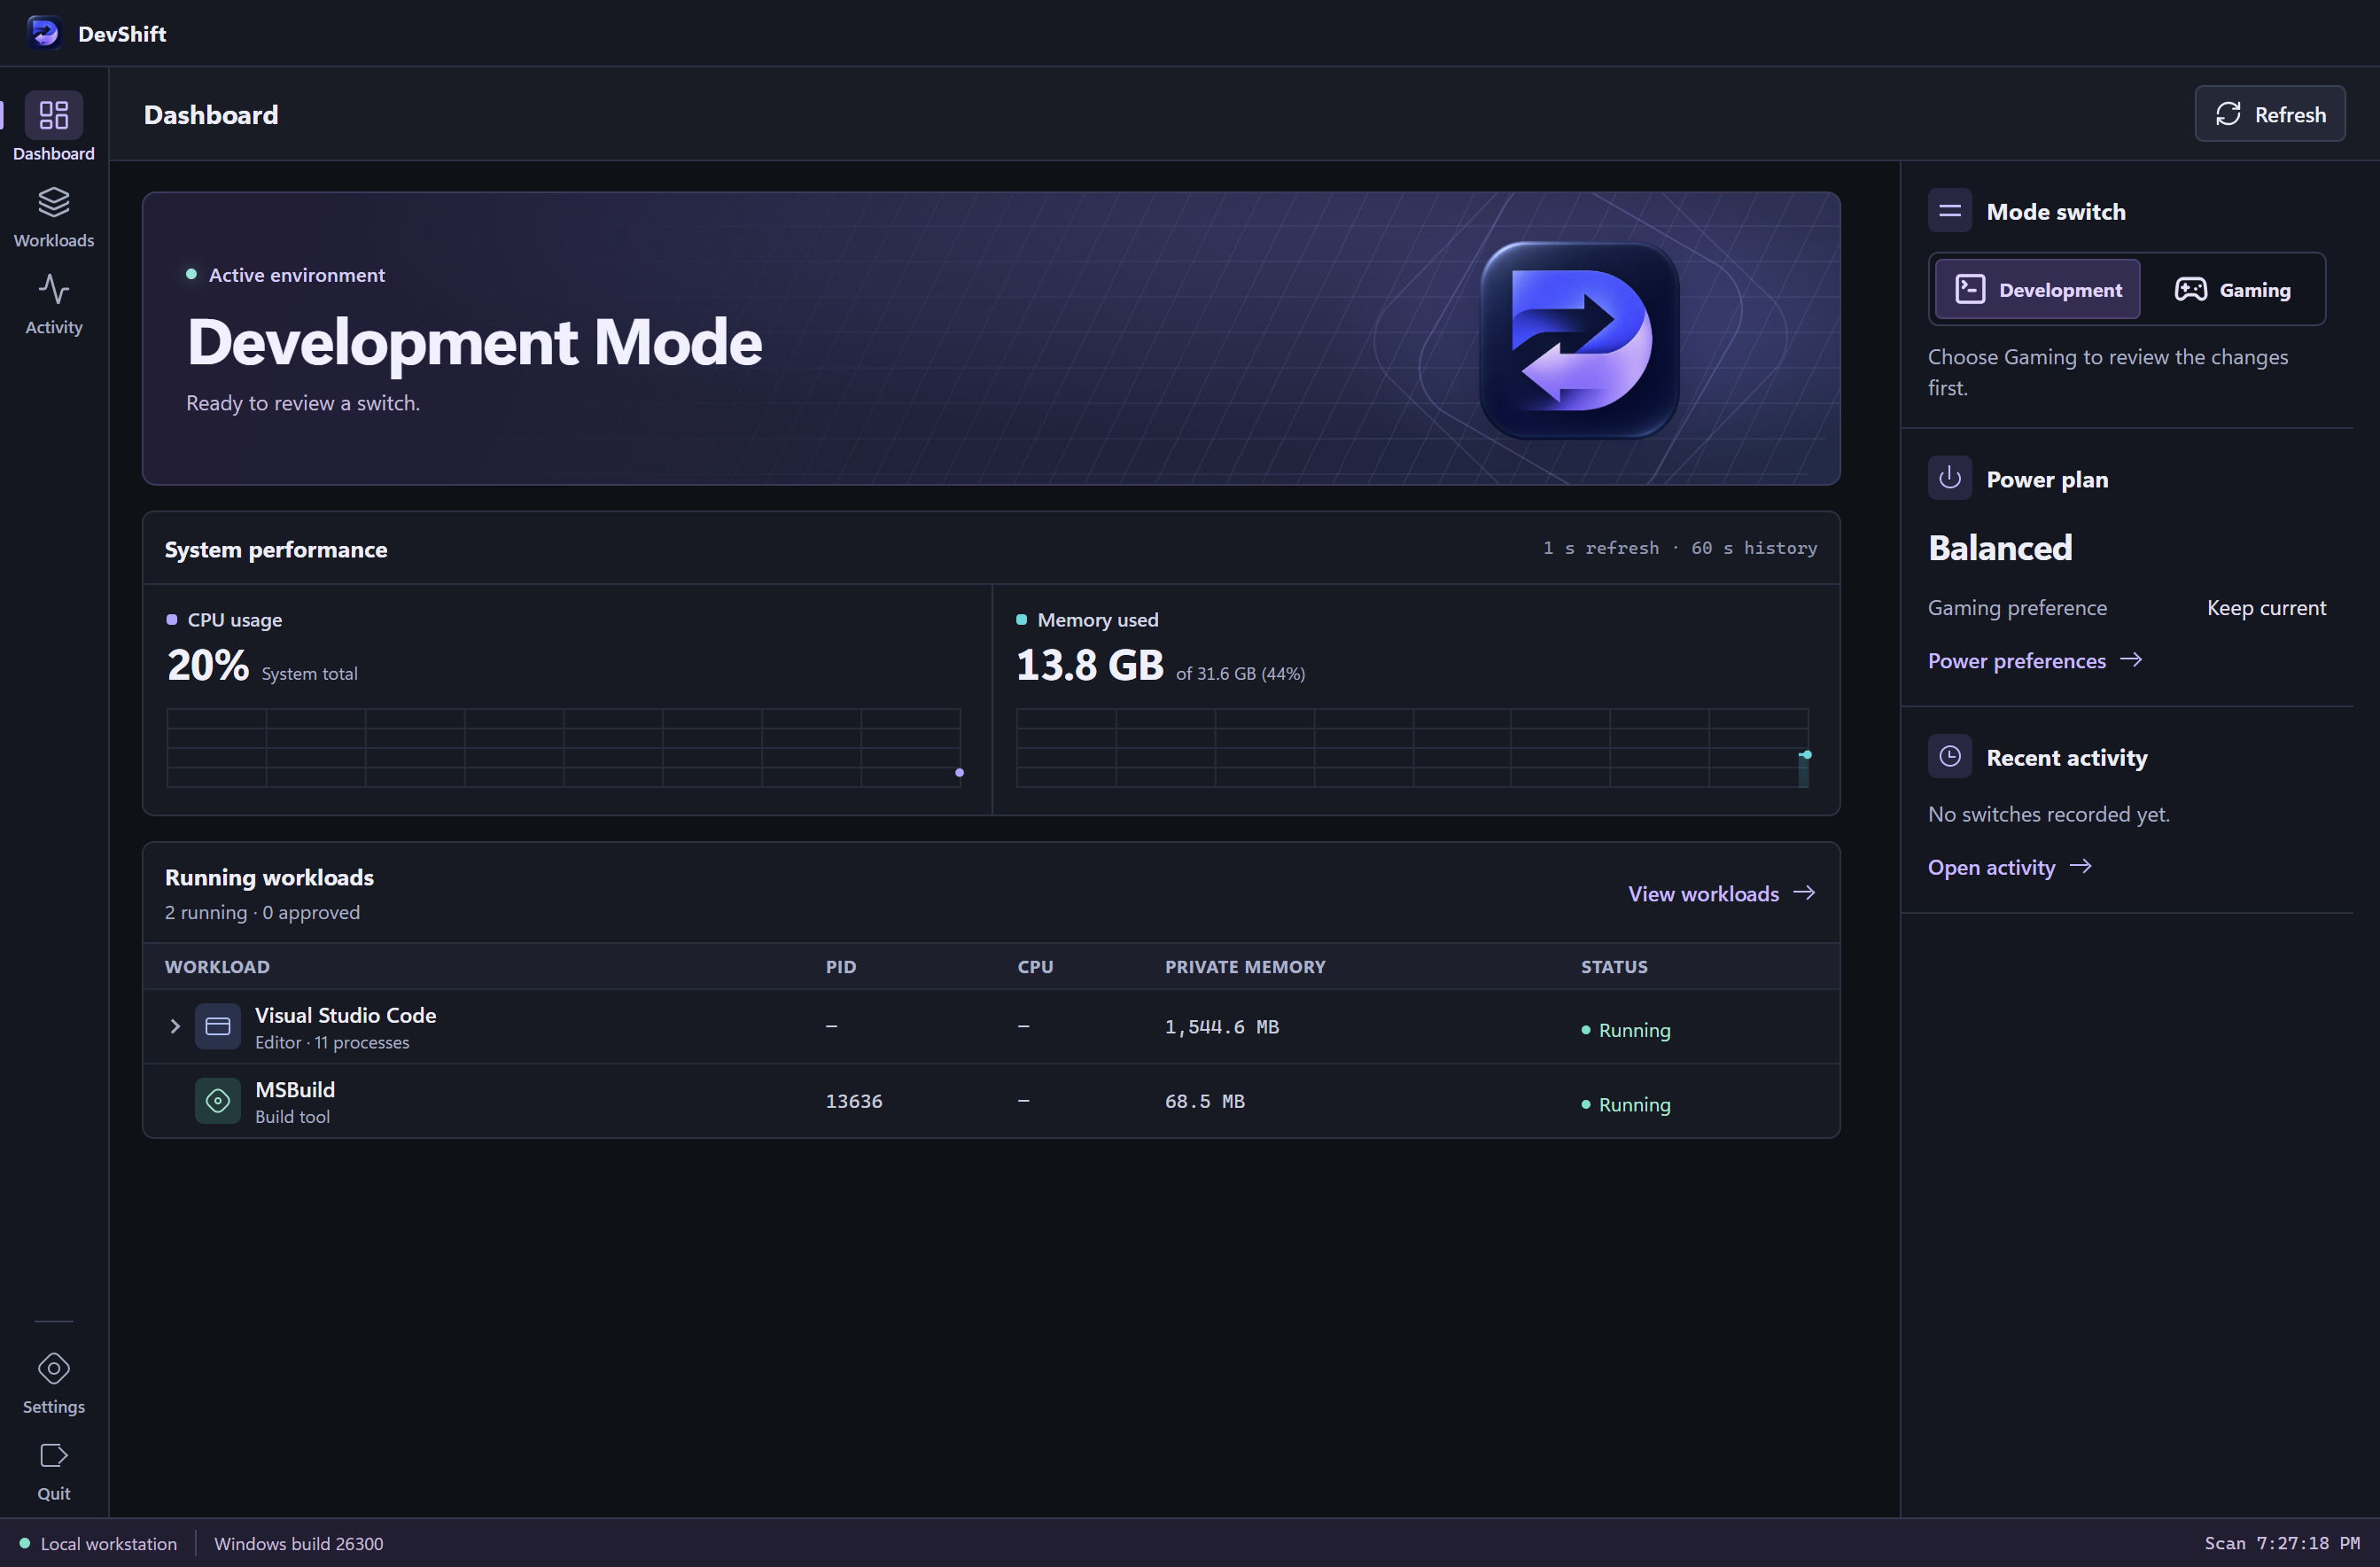 DevShift
Dashboard
Workloads
Activity
Settings
Quit
Dashboard
Refresh
Active environment
Development Mode
Ready to review a switch.
System performance
1 s refresh · 60 s history
CPU usage
20% System total
Memory used
13.8 GB of 31.6 GB (44%)
Running workloads
2 running · 0 approved
View workloads
WORKLOAD PID CPU PRIVATE MEMORY STATUS
Visual Studio Code
Editor · 11 processes
— — 1,544.6 MB Running
MSBuild
Build tool
13636 — 68.5 MB Running
Mode switch
Development Gaming
Choose Gaming to review the changes
first.
Power plan
Balanced
Gaming preference Keep current
Power preferences
Recent activity
No switches recorded yet.
Open activity
Local workstation Windows build 26300
Scan 7:27:18 PM